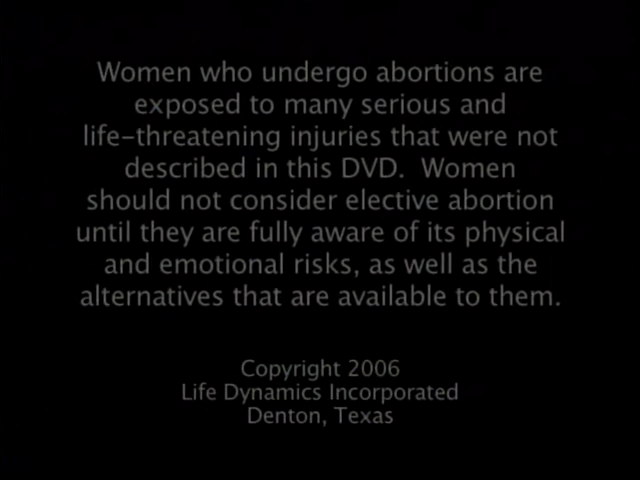 Women who undergo abortions are
exposed to many serious and
life-threatening injuries that were not
described in this DVD.  Women
should not consider elective abortion
until they are fully aware of its physical
and emotional risks, as well as the
alternatives that are available to them.
Copyright 2006
Life Dynamics Incorporated
Denton, Texas